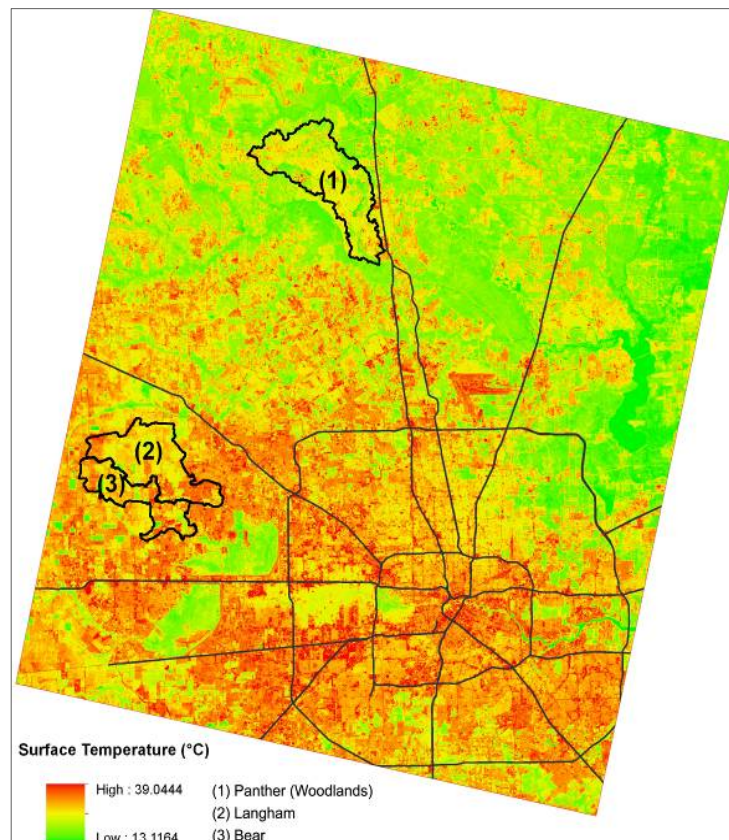 (1)
(2)
(3)
Surface Temperature (°C)
High : 39.0444
(1) Panther (Woodlands)
(2) Langham
Low : 13.1164
(3) Bear